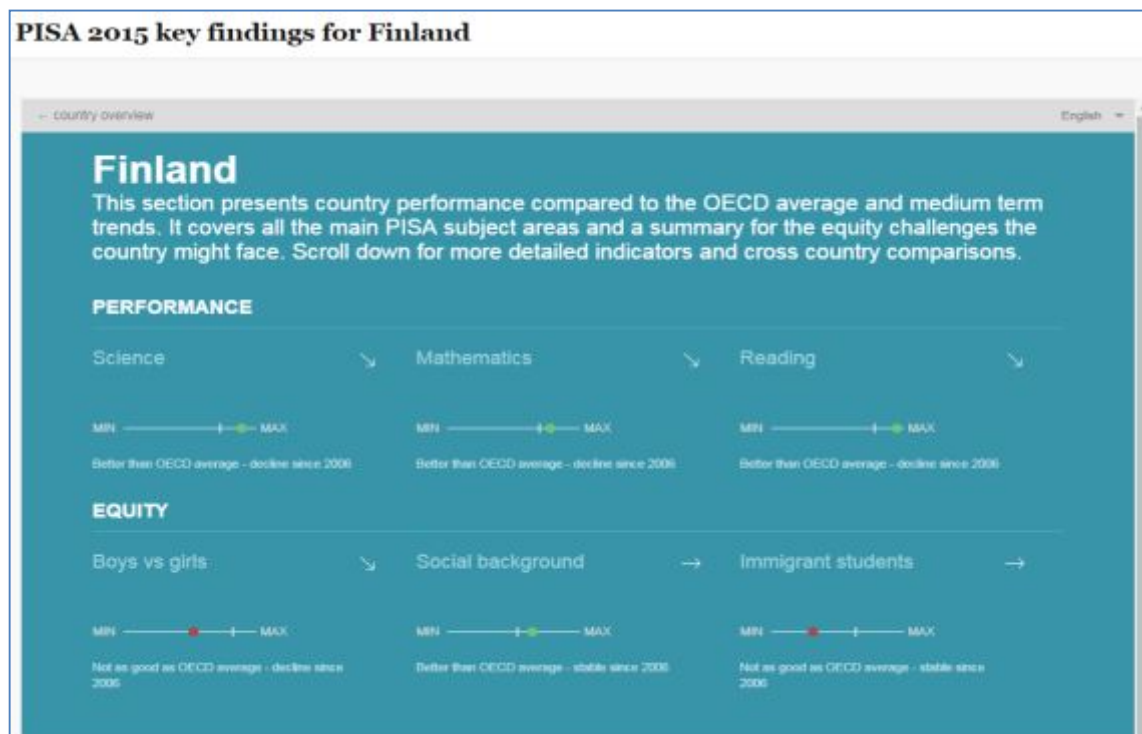 PISA 2015 key findings for Finland
← country overview
English
Finland
This section presents country performance compared to the OECD average and medium term
trends. It covers all the main PISA subject areas and a summary for the equity challenges the
country might face. Scroll down for more detailed indicators and cross country comparisons.
PERFORMANCE
Science ↘ Mathematics ↘ Reading ↘
MIN MAX MIN MAX MIN MAX
Better than OECD average - decline since 2006 Better than OECD average - decline since 2006 Better than OECD average - decline since 2006
EQUITY
Boys vs girls ↘ Social background → Immigrant students →
MIN MAX MIN MAX MIN MAX
Not as good as OECD average - decline since
2006
Better than OECD average - stable since 2006
Not as good as OECD average - stable since
2006